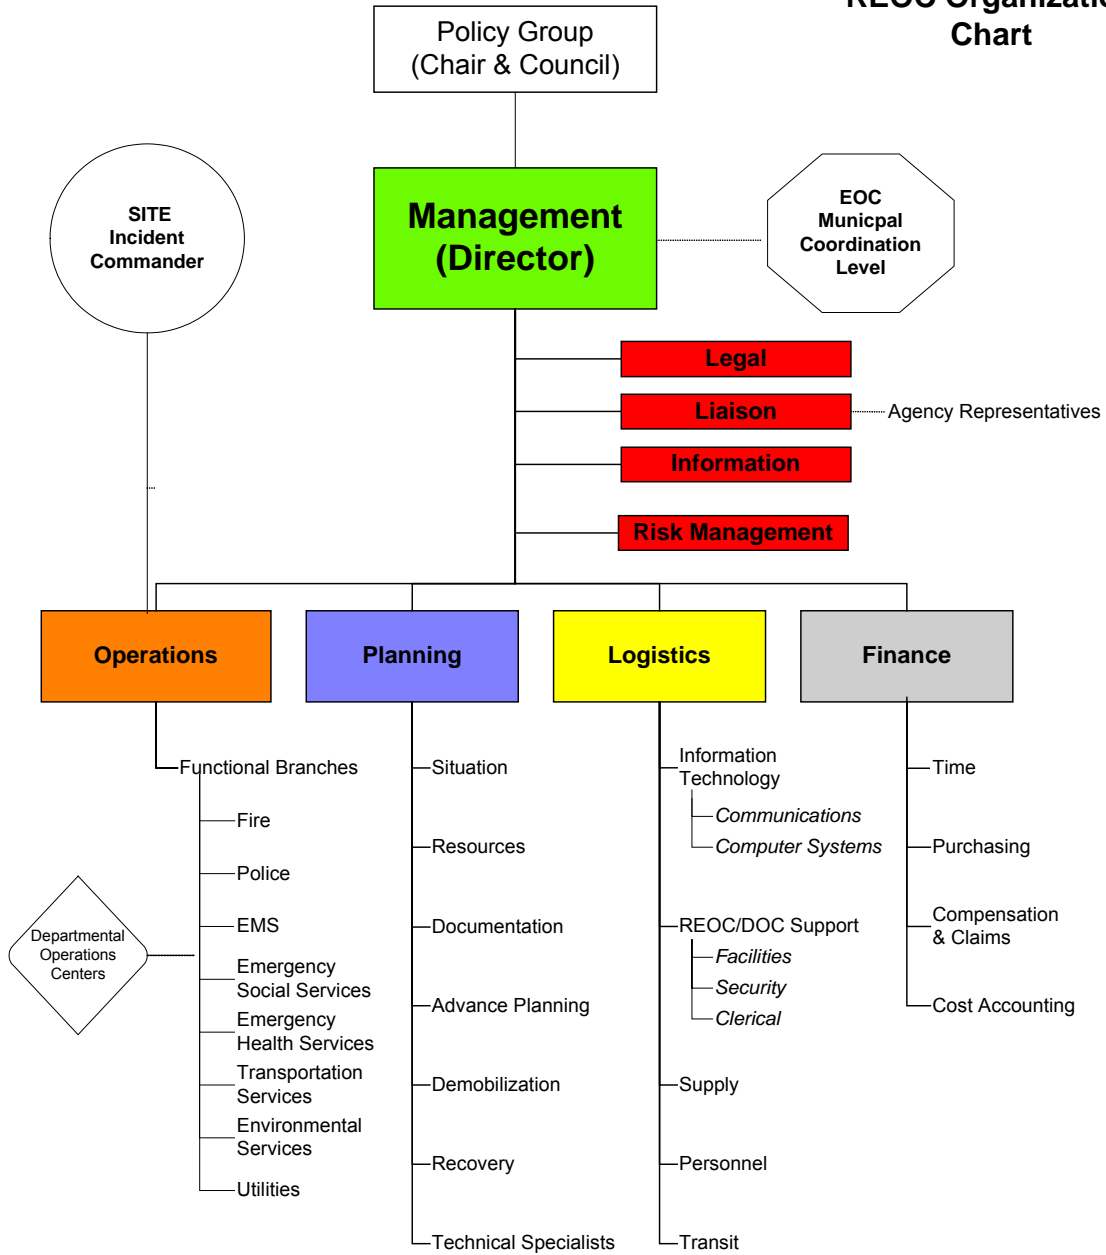 REOC Organization
Chart
Policy Group
(Chair & Council)
Management
(Director)
SITE
Incident
Commander
EOC
Municpal
Coordination
Level
Legal
Liaison
Agency Representatives
Information
Risk Management
Operations
Planning
Logistics
Finance
Functional Branches
Fire
Police
EMS
Emergency
Social Services
Emergency
Health Services
Transportation
Services
Environmental
Services
Utilities
Departmental
Operations
Centers
Situation
Resources
Documentation
Advance Planning
Demobilization
Recovery
Technical Specialists
Information
Technology
Communications
Computer Systems
REOC/DOC Support
Facilities
Security
Clerical
Supply
Personnel
Transit
Time
Purchasing
Compensation
& Claims
Cost Accounting